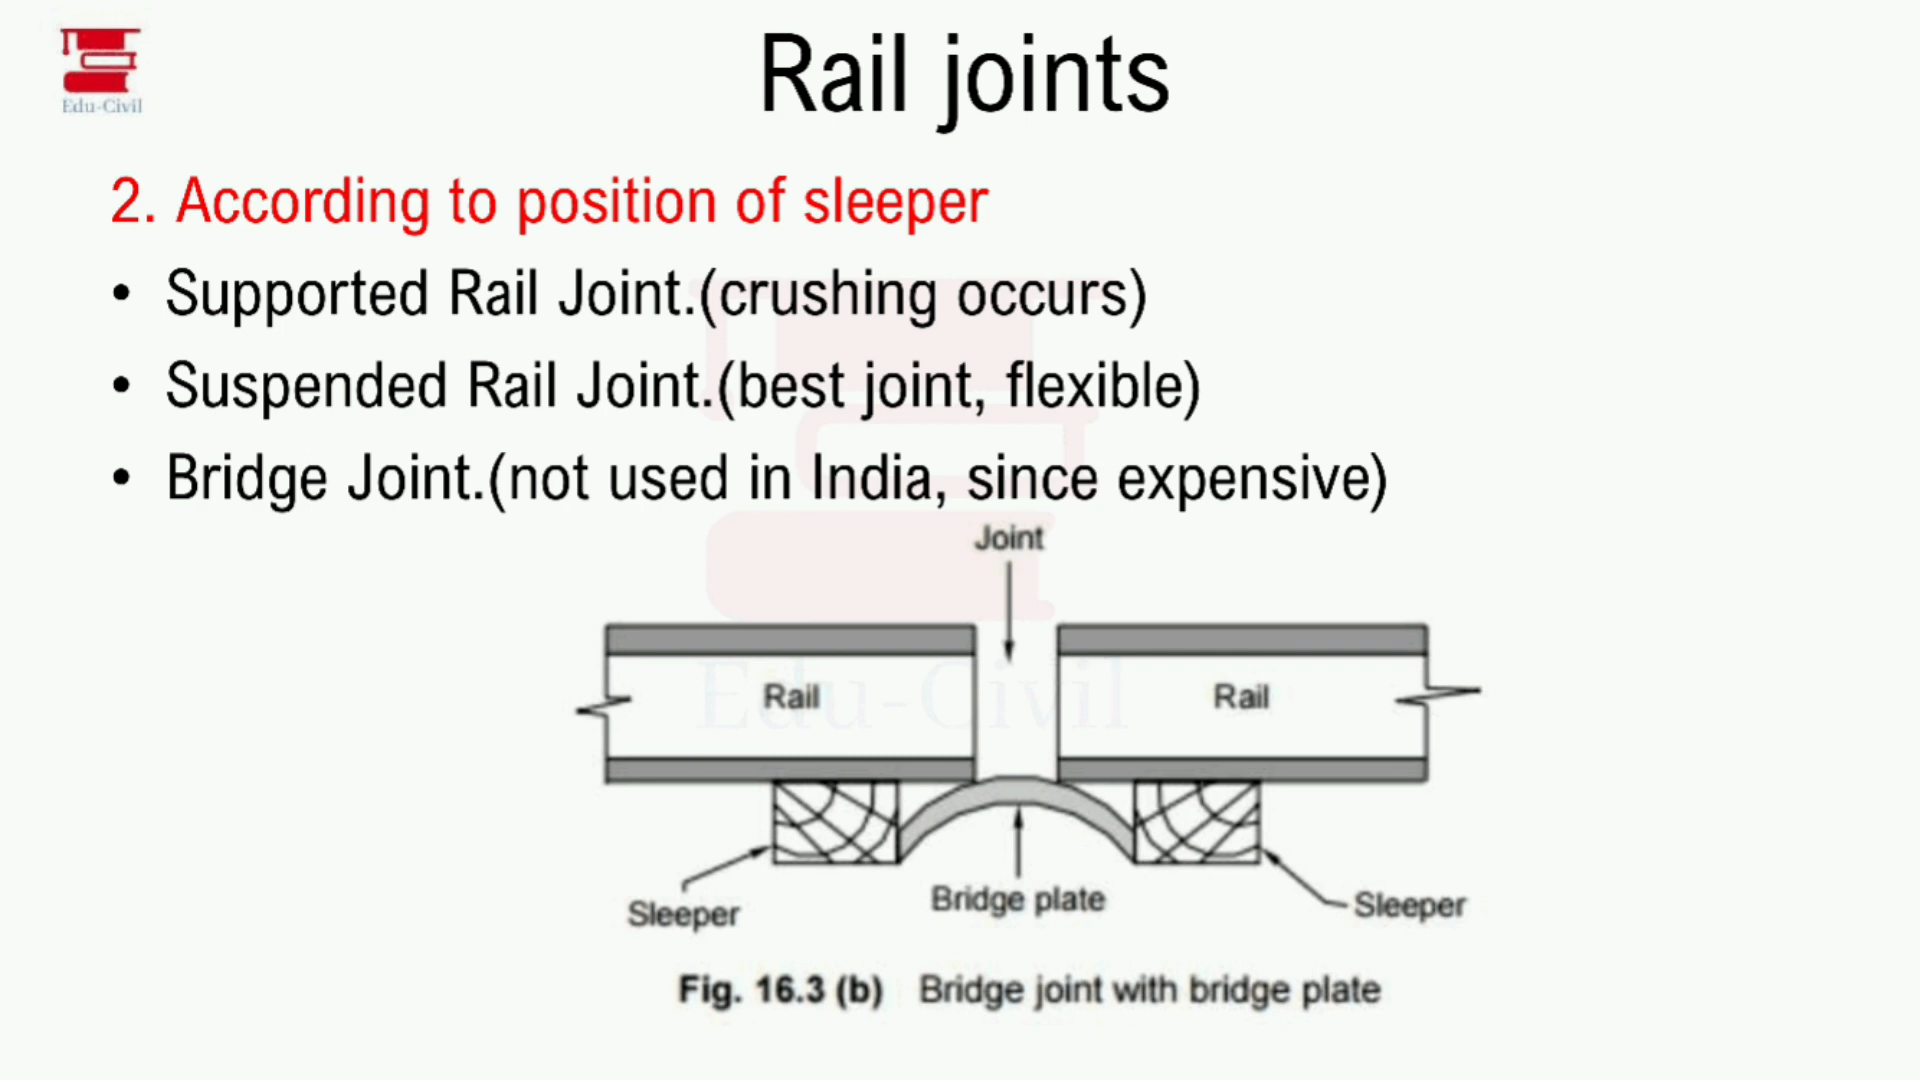 Edu-Civil
Rail joints
2. According to position of sleeper
• Supported Rail Joint.(crushing occurs)
• Suspended Rail Joint.(best joint, flexible)
• Bridge Joint.(not used in India, since expensive)
Joint
Rail
Rail
Edu-Civil
Sleeper
Bridge plate
Sleeper
Fig. 16.3 (b) Bridge joint with bridge plate